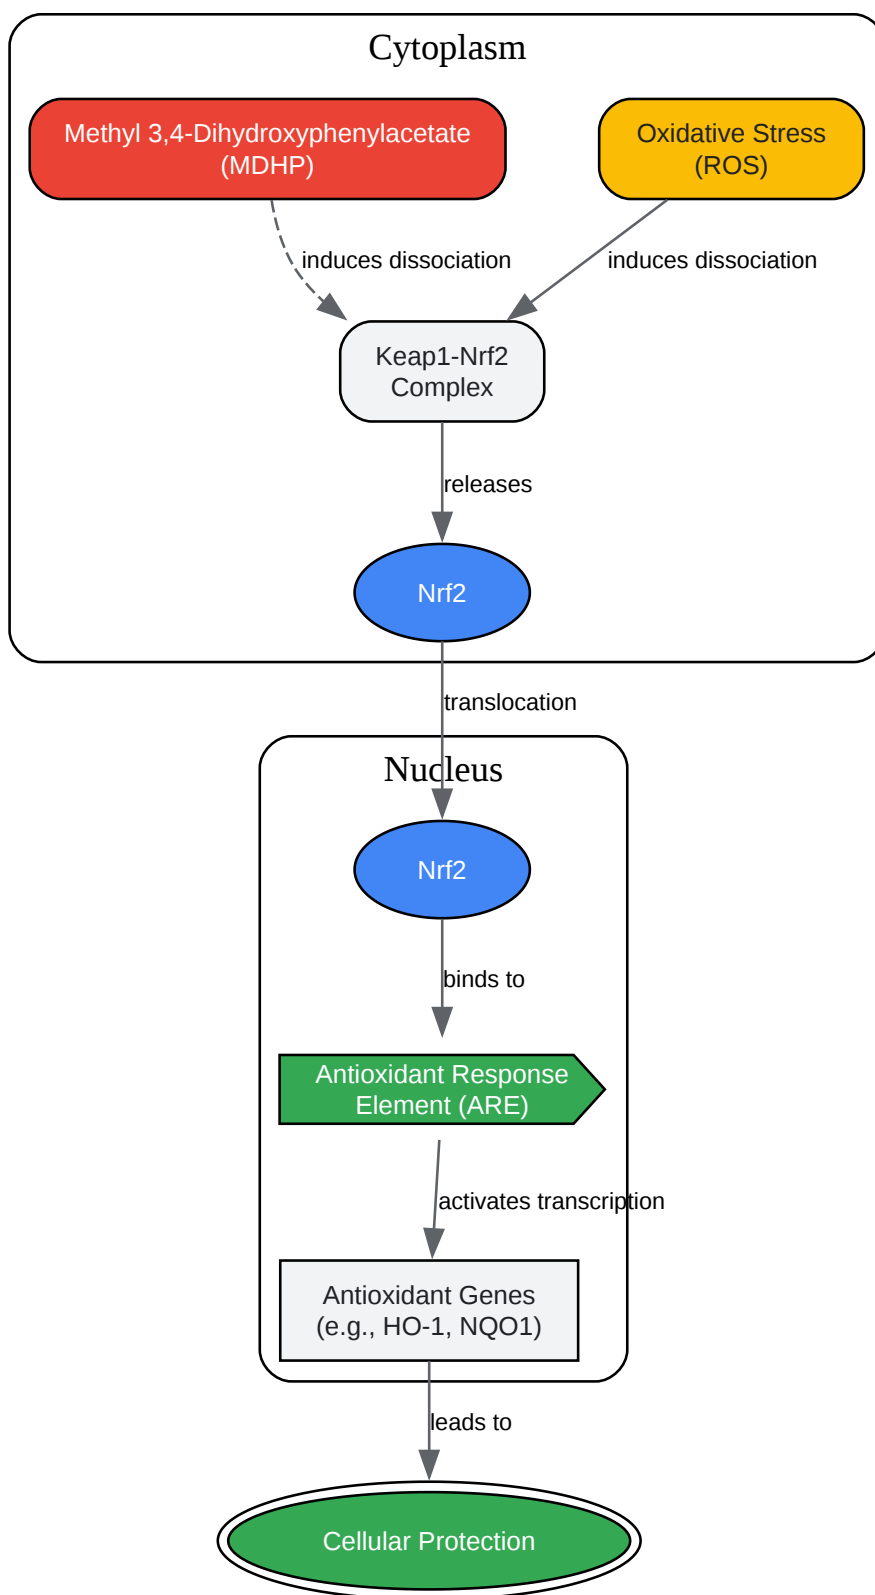 Cytoplasm
Methyl 3,4-Dihydroxyphenylacetate
(MDHP)
Oxidative Stress
(ROS)
induces dissociation
induces dissociation
Keap1-Nrf2
Complex
releases
Nrf2
translocation
Nucleus
Nrf2
binds to
Antioxidant Response
Element (ARE)
activates transcription
Antioxidant Genes
(e.g., HO-1, NQO1)
leads to
Cellular Protection